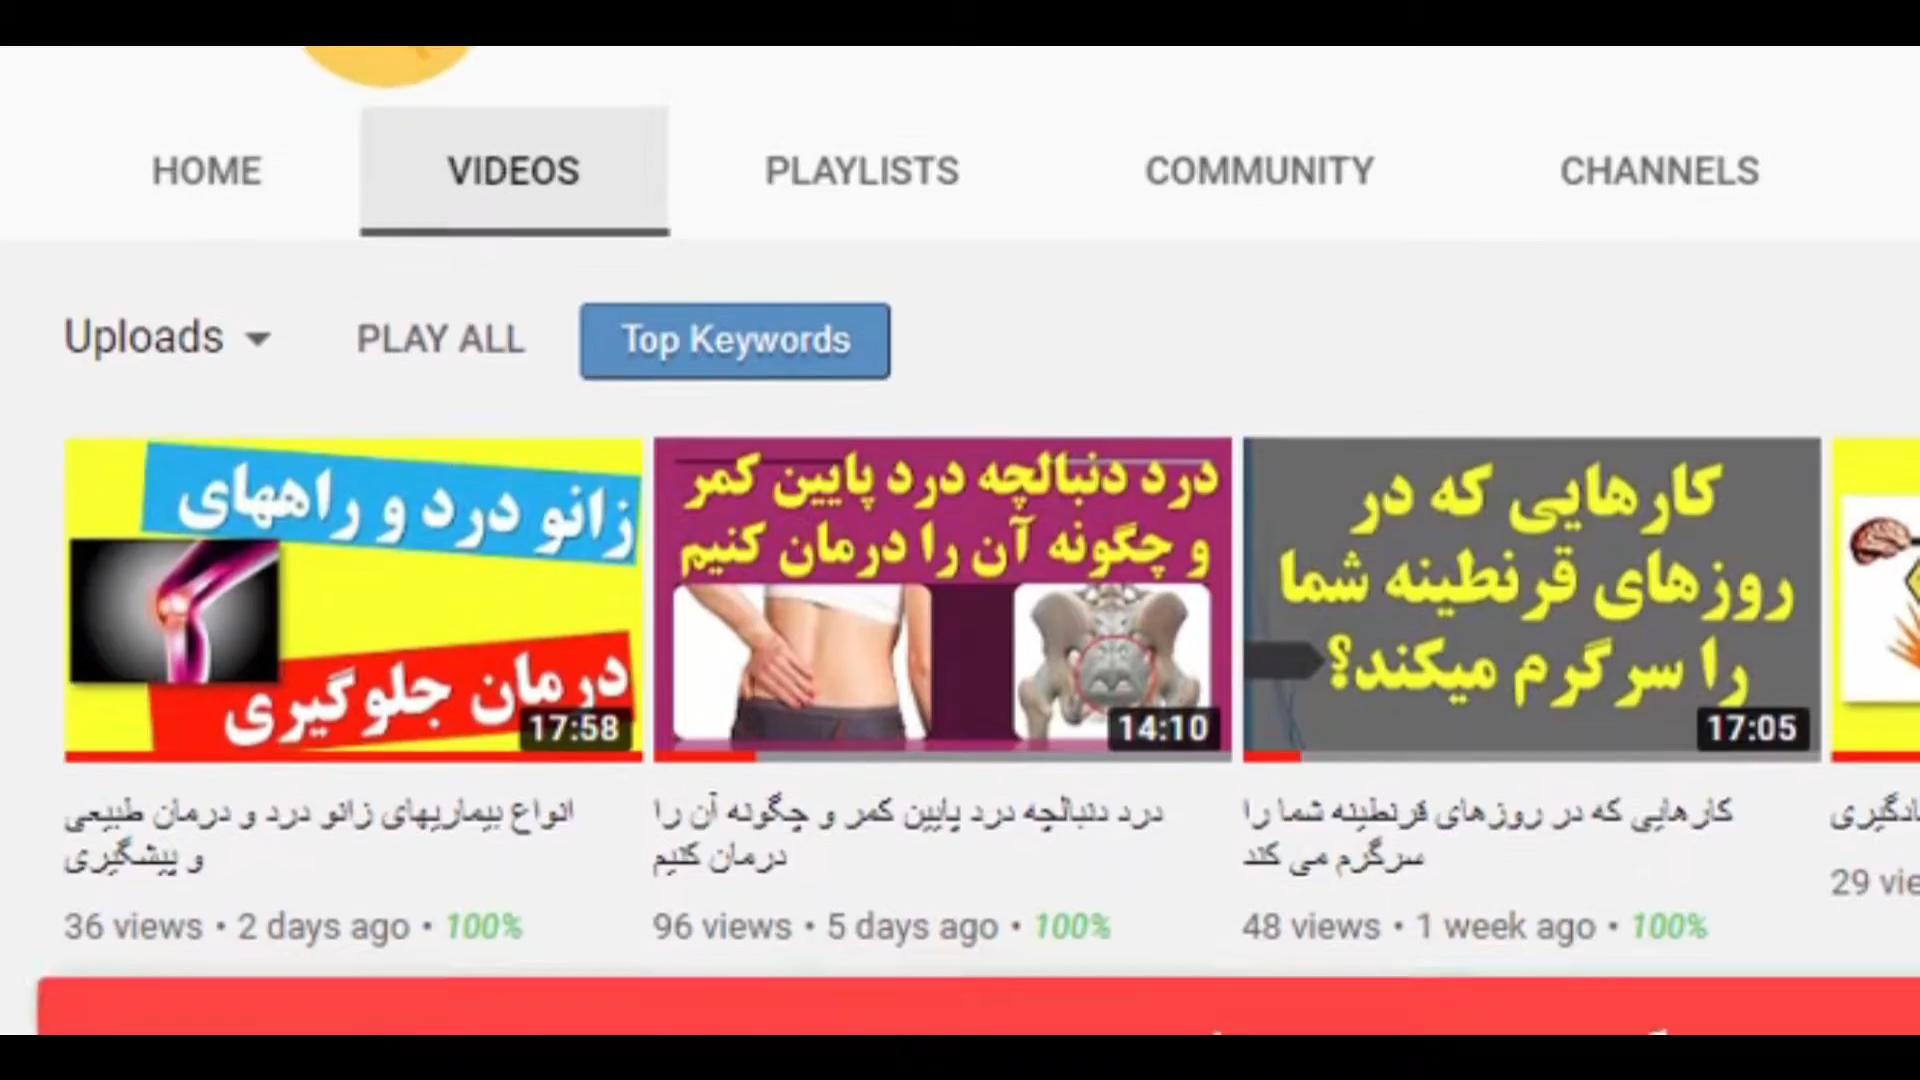 HOME
VIDEOS
PLAYLISTS
COMMUNITY
CHANNELS
Uploads
PLAY ALL
Top Keywords
زانو درد و راههای
درمان جلوگیری
17:58
درد دنبالچه درد پایین کمر
و چگونه آن را درمان کنیم
14:10
کارهایی که در
روزهای قرنطینه شما
را سرگرم میکند؟
17:05
انواع بیماریهای زانو درد و درمان طبیعی
و پیشگیری
36 views • 2 days ago • 100%
درد دنبالچه درد پایین کمر و چگونه آن را
درمان کنیم
96 views • 5 days ago • 100%
کارهایی که در روزهای قرنطینه شما را
سرگرم می کند
48 views • 1 week ago • 100%
29